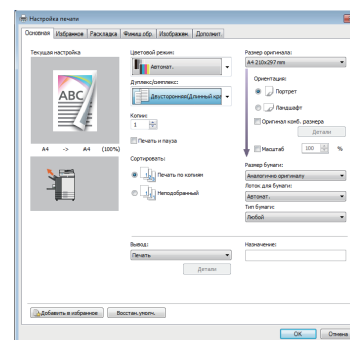 Настройка печати
Основная
Избранное
Раскладка
Финиш.обр.
Изображен.
Дополнит.
Текущая настройка
ABC
A4 -> A4 (100%)
Цветовой режим:
Автомат.
Дуплекс/симплекс:
Двусторонняя(Длинный кра
Копии:
1
Печать и пауза
Сортировать:
Печать по копиям
Неподобранный
Вывод:
Печать
Детали
Размер оригинала:
A4 210x297 mm
Ориентация:
Портрет
Ландшафт
Оригинал комб. размера
Детали
Масштаб
100 %
Размер бумаги:
Аналогично оригиналу
Лоток для бумаги:
Автомат.
Тип бумаги:
Любой
Назначение:
Добавить в избранное
Восстан.умолч.
OK
Отмена